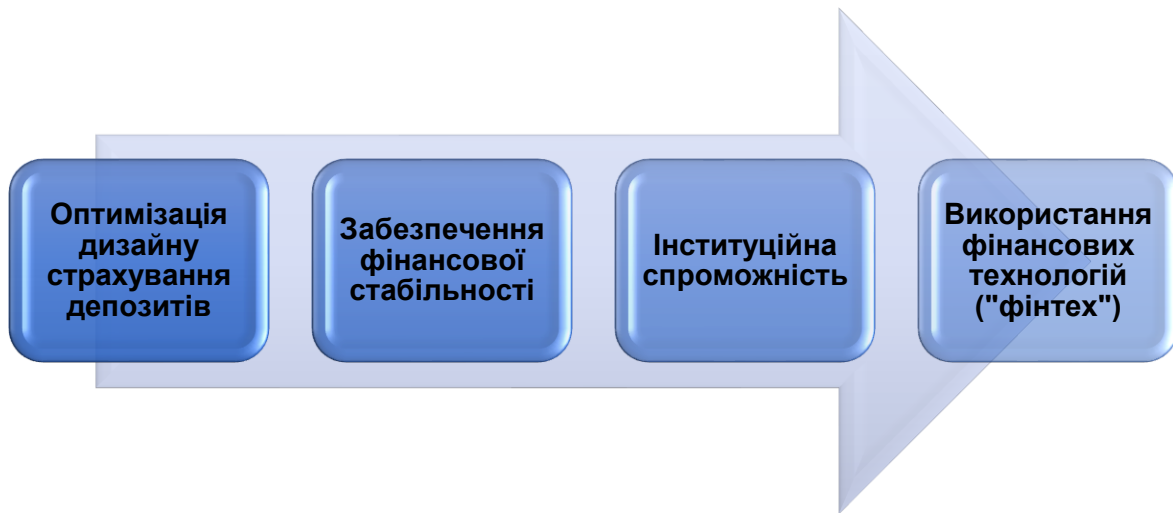 Оптимізація
дизайну
страхування
депозитів
Забезпечення
фінансової
стабільності
Інституційна
спроможність
Використання
фінансових
технологій
("фінтех")